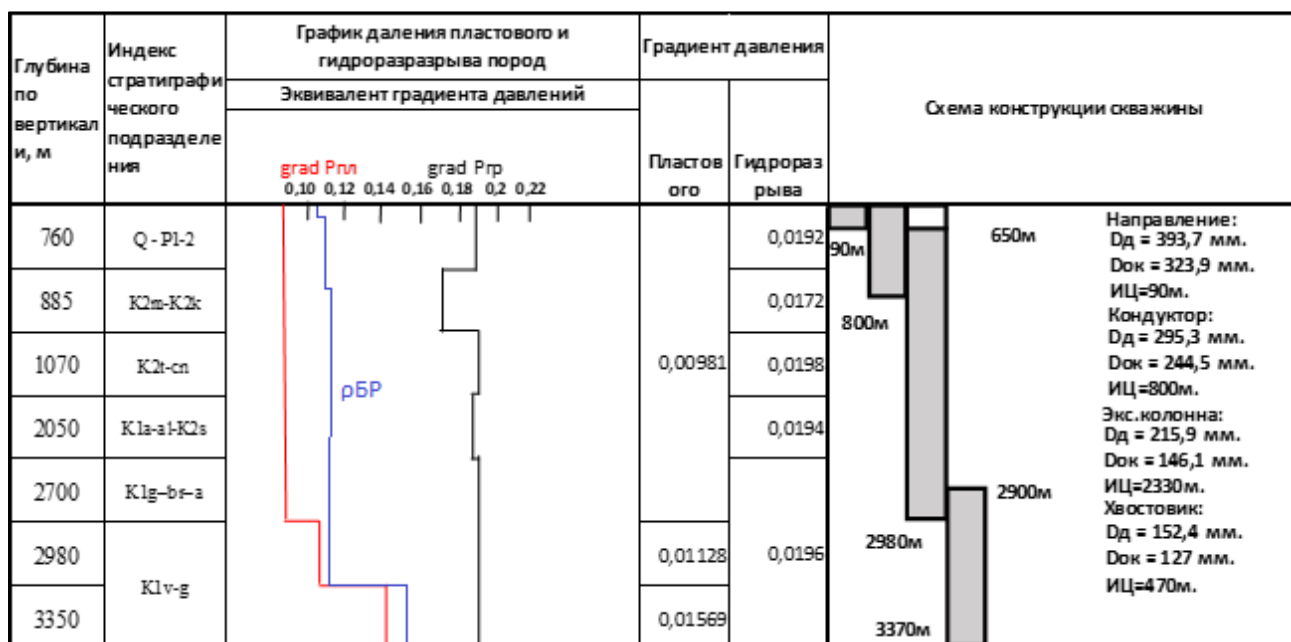 Глубина
по
вертикал
и, м
Индекс
стратиграфи
ческого
подразделе
ния
График даления пластового и
гидроразразрыва пород
Эквивалент градиента давлений
grad Pпл
grad Pгр
0,10 0,12 0,14 0,16 0,18 0,2 0,22
Градиент давления
Пластов
ого
Гидрораз
рыва
Схема конструкции скважины
760
Q - P1-2
0,0192
885
K2m-K2k
0,0172
1070
K2t-cn
0,00981
0,0198
ρБР
2050
K1a-a1-K2s
0,0194
2700
K1g–br–a
2980
K1v-g
0,01128
0,0196
3350
0,01569
90м
650м
800м
2900м
2980м
3370м
Направление:
Dд = 393,7 мм.
Dок = 323,9 мм.
ИЦ=90м.
Кондуктор:
Dд = 295,3 мм.
Dок = 244,5 мм.
ИЦ=800м.
Экс.колонна:
Dд = 215,9 мм.
Dок = 146,1 мм.
ИЦ=2330м.
Хвостовик:
Dд = 152,4 мм.
Dок = 127 мм.
ИЦ=470м.